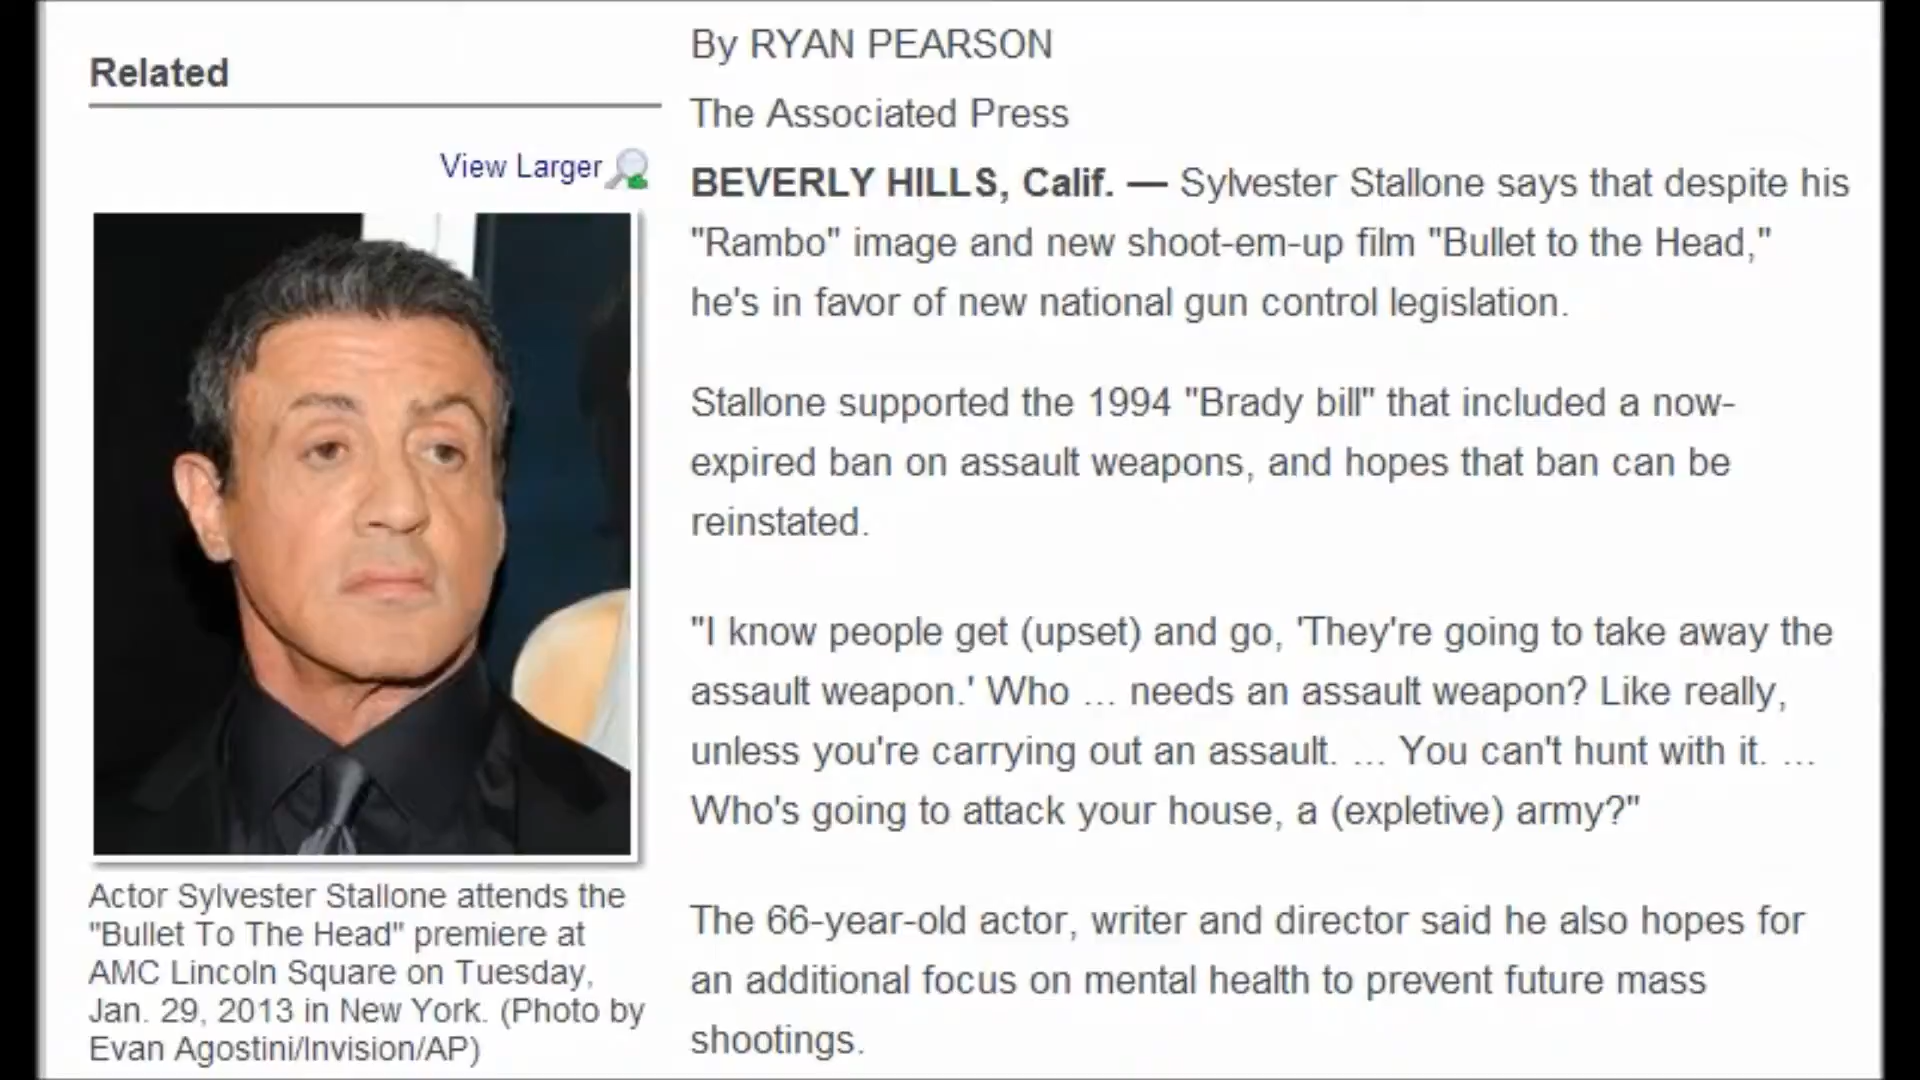 Related
View Larger
Actor Sylvester Stallone attends the
"Bullet To The Head" premiere at
AMC Lincoln Square on Tuesday,
Jan. 29, 2013 in New York. (Photo by
Evan Agostini/Invision/AP)
By RYAN PEARSON
The Associated Press
BEVERLY HILLS, Calif. — Sylvester Stallone says that despite his
"Rambo" image and new shoot-em-up film "Bullet to the Head,"
he's in favor of new national gun control legislation.
Stallone supported the 1994 "Brady bill" that included a now-
expired ban on assault weapons, and hopes that ban can be
reinstated.
"I know people get (upset) and go, 'They're going to take away the
assault weapon.' Who ... needs an assault weapon? Like really,
unless you're carrying out an assault. ... You can't hunt with it. ...
Who's going to attack your house, a (expletive) army?"
The 66-year-old actor, writer and director said he also hopes for
an additional focus on mental health to prevent future mass
shootings.